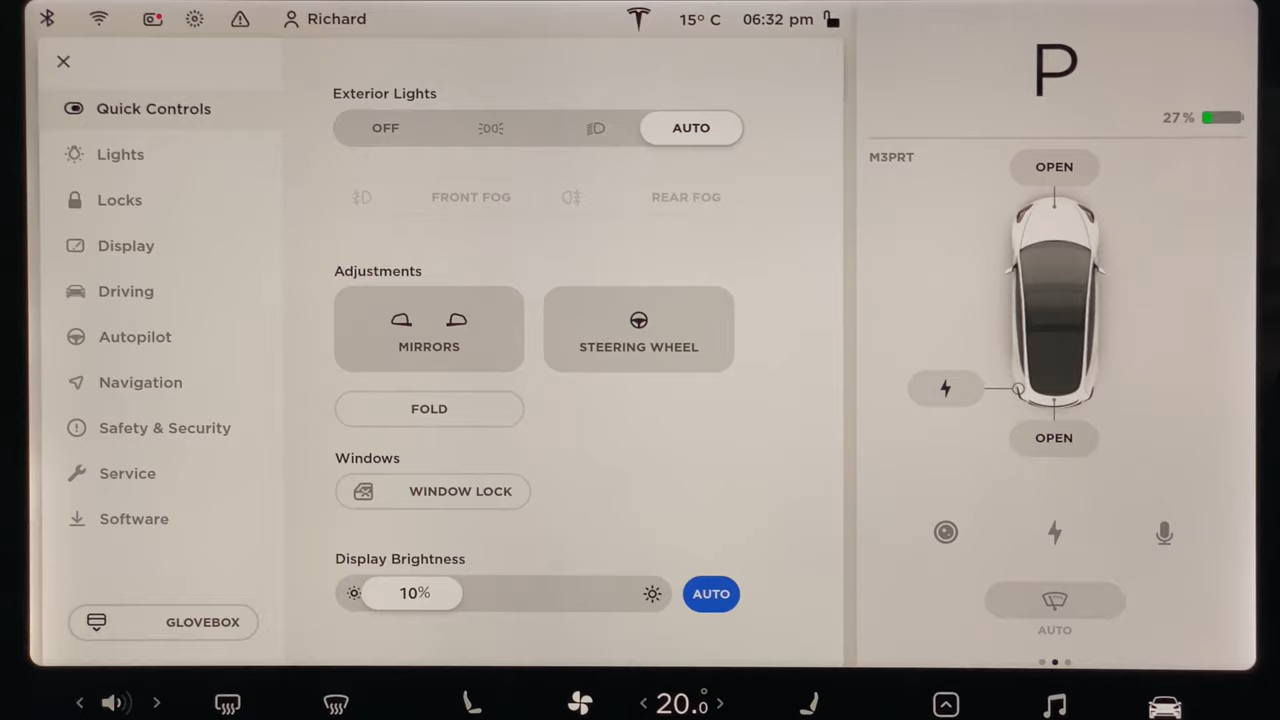 Richard
15° C 06:32 pm
Quick Controls
Lights
Locks
Display
Driving
Autopilot
Navigation
Safety & Security
Service
Software
GLOVEBOX
Exterior Lights
OFF
AUTO
FRONT FOG
REAR FOG
Adjustments
MIRRORS
STEERING WHEEL
FOLD
Windows
WINDOW LOCK
Display Brightness
10%
AUTO
P
27 %
M3PRT
OPEN
OPEN
AUTO
20.0°